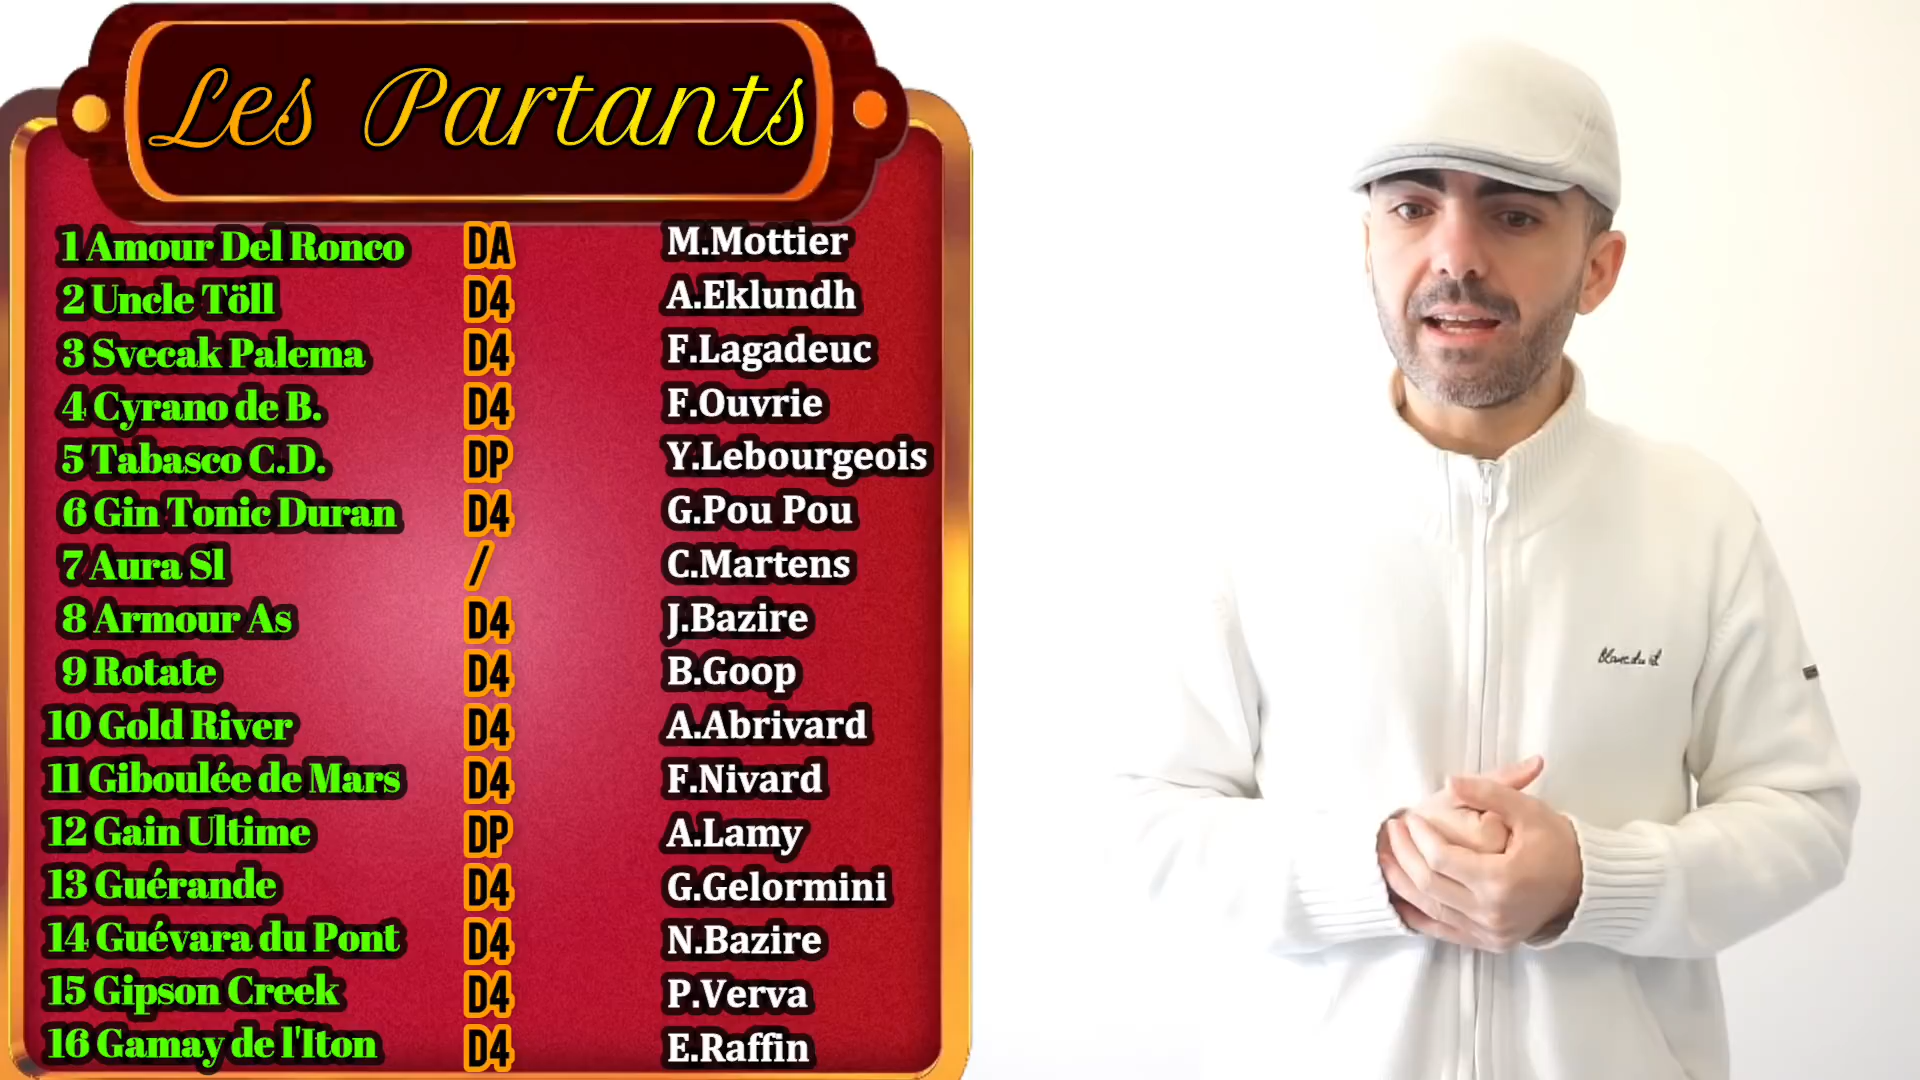 Les Partants
1 Amour Del Ronco DA M.Mottier
2 Uncle Töll D4 A.Eklundh
3 Svecak Palema D4 F.Lagadeuc
4 Cyrano de B. D4 F.Ouvrie
5 Tabasco C.D. DP Y.Lebourgeois
6 Gin Tonic Duran D4 G.Pou Pou
7 Aura Sl / C.Martens
8 Armour As D4 J.Bazire
9 Rotate D4 B.Goop
10 Gold River D4 A.Abrivard
11 Giboulée de Mars D4 F.Nivard
12 Gain Ultime DP A.Lamy
13 Guérande D4 G.Gelormini
14 Guévara du Pont D4 N.Bazire
15 Gipson Creek D4 P.Verva
16 Gamay de l'Iton D4 E.Raffin